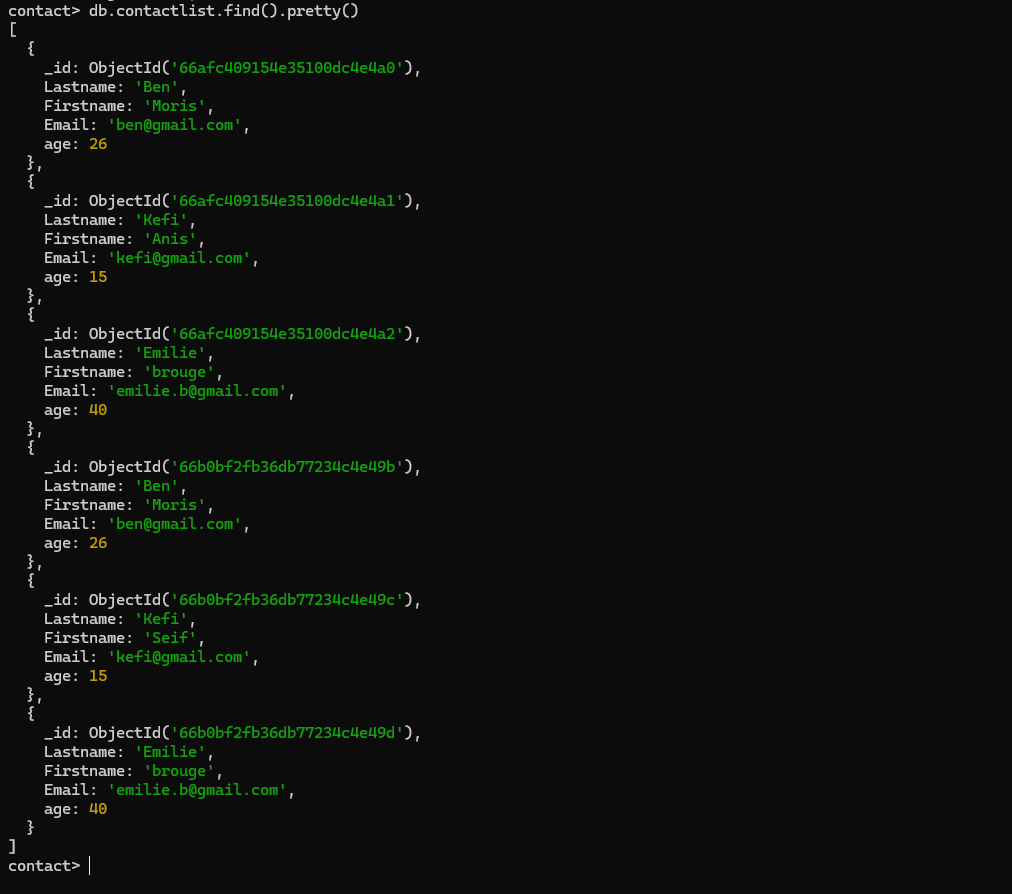 contact> db.contactlist.find().pretty()
[
  {
    _id: ObjectId('66afc409154e35100dc4e4a0'),
    Lastname: 'Ben',
    Firstname: 'Moris',
    Email: 'ben@gmail.com',
    age: 26
  },
  {
    _id: ObjectId('66afc409154e35100dc4e4a1'),
    Lastname: 'Kefi',
    Firstname: 'Anis',
    Email: 'kefi@gmail.com',
    age: 15
  },
  {
    _id: ObjectId('66afc409154e35100dc4e4a2'),
    Lastname: 'Emilie',
    Firstname: 'brouge',
    Email: 'emilie.b@gmail.com',
    age: 40
  },
  {
    _id: ObjectId('66b0bf2fb36db77234c4e49b'),
    Lastname: 'Ben',
    Firstname: 'Moris',
    Email: 'ben@gmail.com',
    age: 26
  },
  {
    _id: ObjectId('66b0bf2fb36db77234c4e49c'),
    Lastname: 'Kefi',
    Firstname: 'Seif',
    Email: 'kefi@gmail.com',
    age: 15
  },
  {
    _id: ObjectId('66b0bf2fb36db77234c4e49d'),
    Lastname: 'Emilie',
    Firstname: 'brouge',
    Email: 'emilie.b@gmail.com',
    age: 40
  }
]
contact>